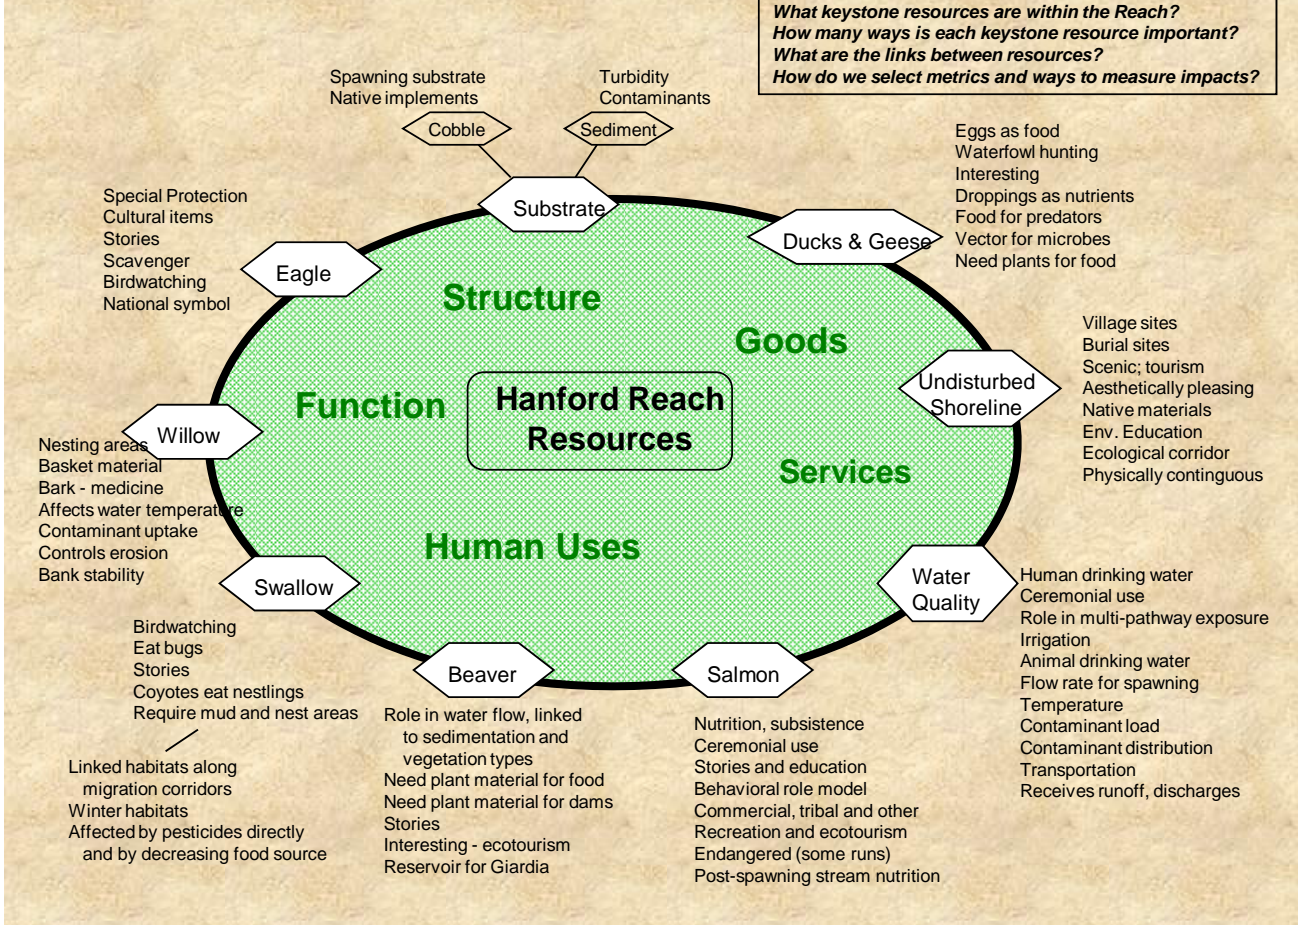 What keystone resources are within the Reach?
How many ways is each keystone resource important?
What are the links between resources?
How do we select metrics and ways to measure impacts?
Spawning substrate
Native implements
Turbidity
Contaminants
Cobble
Sediment
Substrate
Eggs as food
Waterfowl hunting
Interesting
Droppings as nutrients
Food for predators
Vector for microbes
Need plants for food
Ducks & Geese
Special Protection
Cultural items
Stories
Scavenger
Birdwatching
National symbol
Eagle
Structure
Goods
Function
Hanford Reach
Resources
Services
Human Uses
Village sites
Burial sites
Scenic; tourism
Aesthetically pleasing
Native materials
Env. Education
Ecological corridor
Physically continguous
Undisturbed
Shoreline
Willow
Nesting areas
Basket material
Bark - medicine
Affects water temperature
Contaminant uptake
Controls erosion
Bank stability
Swallow
Birdwatching
Eat bugs
Stories
Coyotes eat nestlings
Require mud and nest areas
Linked habitats along
migration corridors
Winter habitats
Affected by pesticides directly
and by decreasing food source
Beaver
Role in water flow, linked
to sedimentation and
vegetation types
Need plant material for food
Need plant material for dams
Stories
Interesting - ecotourism
Reservoir for Giardia
Salmon
Nutrition, subsistence
Ceremonial use
Stories and education
Behavioral role model
Commercial, tribal and other
Recreation and ecotourism
Endangered (some runs)
Post-spawning stream nutrition
Water
Quality
Human drinking water
Ceremonial use
Role in multi-pathway exposure
Irrigation
Animal drinking water
Flow rate for spawning
Temperature
Contaminant load
Contaminant distribution
Transportation
Receives runoff, discharges